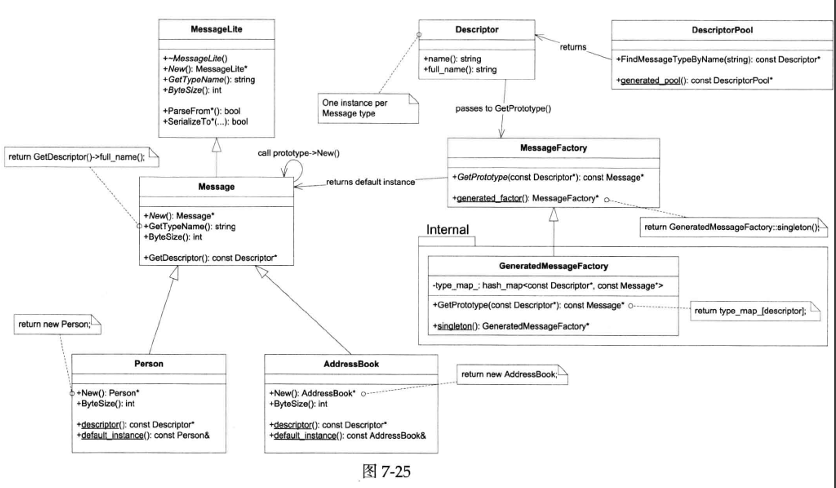 MessageLite
+~MessageLite()
+New(): MessageLite*
+GetTypeName(): string
+ByteSize(): int
+ParseFrom*(): bool
+SerializeTo*(...): bool
Descriptor
+name(): string
+full_name(): string
DescriptorPool
+FindMessageTypeByName(string): const Descriptor*
+generated_pool(): const DescriptorPool*
returns
One instance per
Message type
passes to GetPrototype()
return GetDescriptor()->full_name();
call prototype->New()
Message
+New(): Message*
+GetTypeName(): string
+ByteSize(): int
+GetDescriptor(): const Descriptor*
returns default instance
MessageFactory
+GetPrototype(const Descriptor*): const Message*
+generated_factor(): MessageFactory*
return GeneratedMessageFactory::singleton();
Internal
GeneratedMessageFactory
-type_map_: hash_map<const Descriptor*, const Message*>
+GetPrototype(const Descriptor*): const Message*
+singleton(): GeneratedMessageFactory*
return type_map_[descriptor];
return new Person;
Person
+New(): Person*
+ByteSize(): int
+descriptor(): const Descriptor*
+default_instance(): const Person&
AddressBook
+New(): AddressBook*
+ByteSize(): int
+descriptor(): const Descriptor*
+default_instance(): const AddressBook&
return new AddressBook;
图 7-25